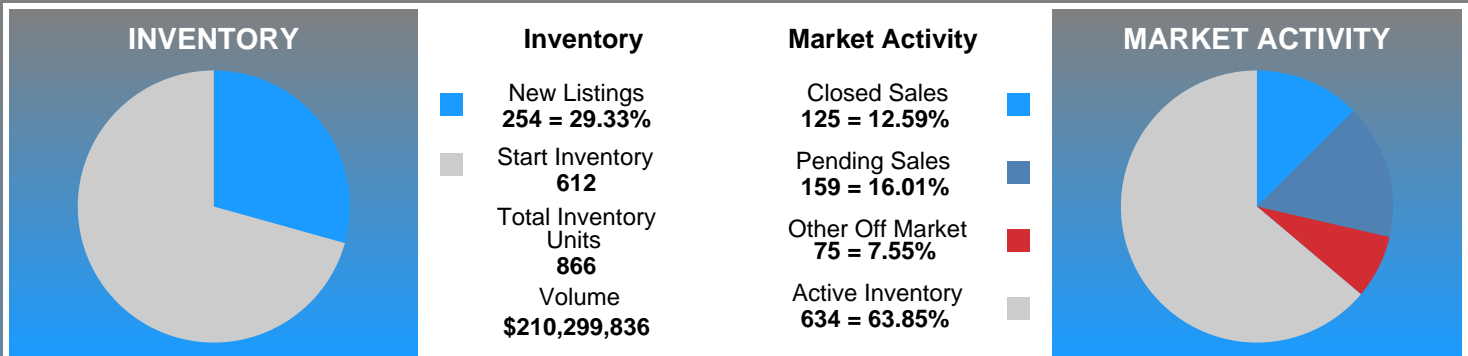 INVENTORY
Inventory
New Listings
254 = 29.33%
Start Inventory
612
Total Inventory
Units
866
Volume
$210,299,836
Market Activity
Closed Sales
125 = 12.59%
Pending Sales
159 = 16.01%
Other Off Market
75 = 7.55%
Active Inventory
634 = 63.85%
MARKET ACTIVITY